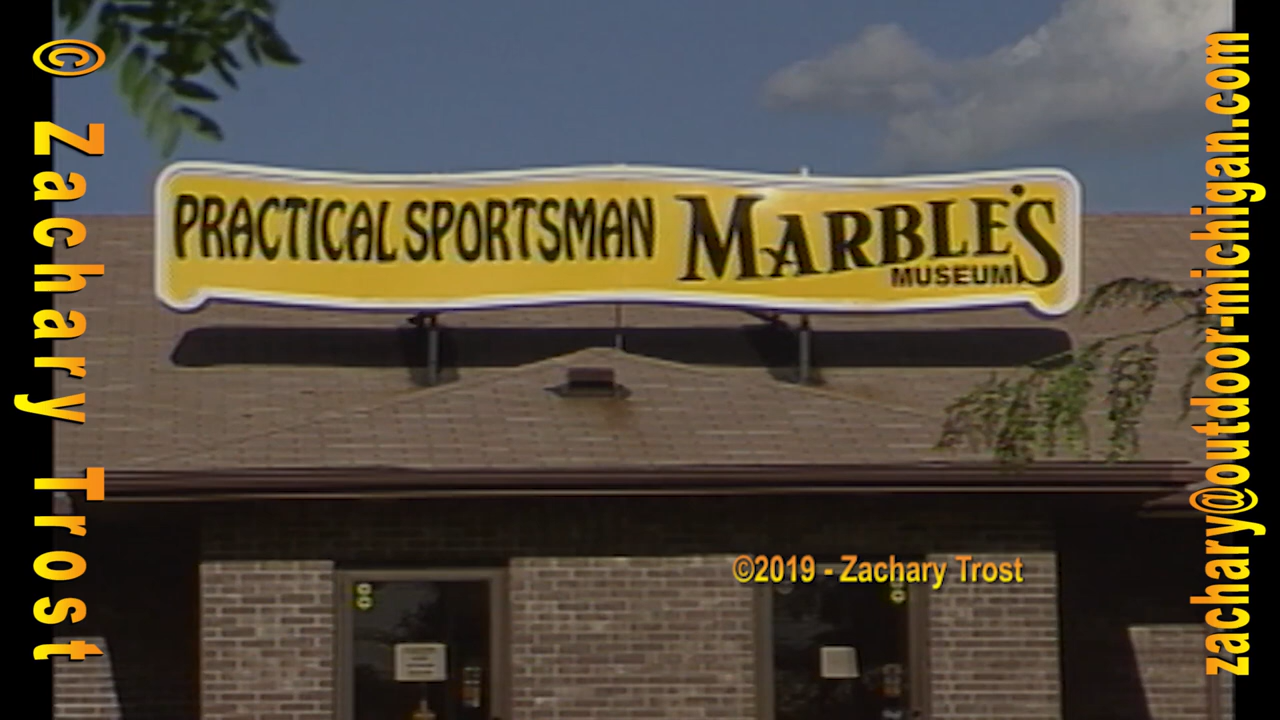 © Zachary Trost
PRACTICAL SPORTSMAN MARBLE'S
MUSEUM
©2019 - Zachary Trost
zachary@outdoor-michigan.com